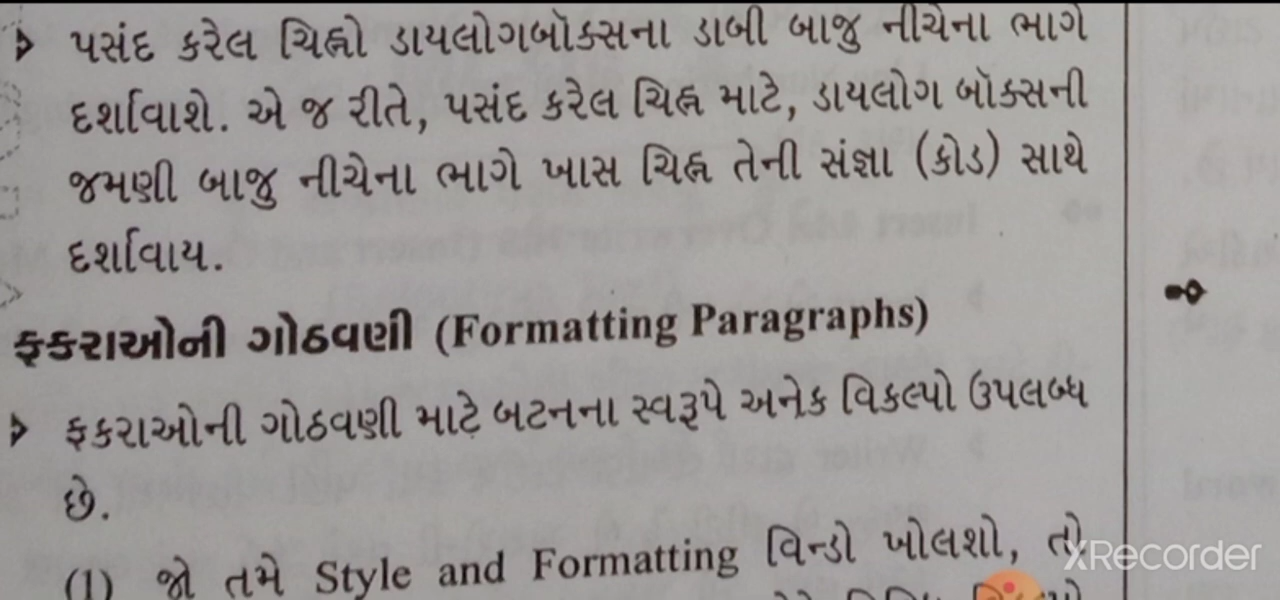 પસંદ કરેલ ચિહ્નો ડાયલોગબૉક્સના ડાબી બાજુ નીચેના ભાગે
દર્શાવાશે. એ જ રીતે, પસંદ કરેલ ચિહ્ન માટે, ડાયલોગ બૉક્સની
જમણી બાજુ નીચેના ભાગે ખાસ ચિહ્ન તેની સંજ્ઞા (કોડ) સાથે
દર્શાવાય.
ફકરાઓની ગોઠવણી (Formatting Paragraphs)
ફકરાઓની ગોઠવણી માટે બટનના સ્વરૂપે અનેક વિકલ્પો ઉપલબ્ધ
છે.
(1) જો તમે Style and Formatting વિન્ડો ખોલશો, તો
XRecorder